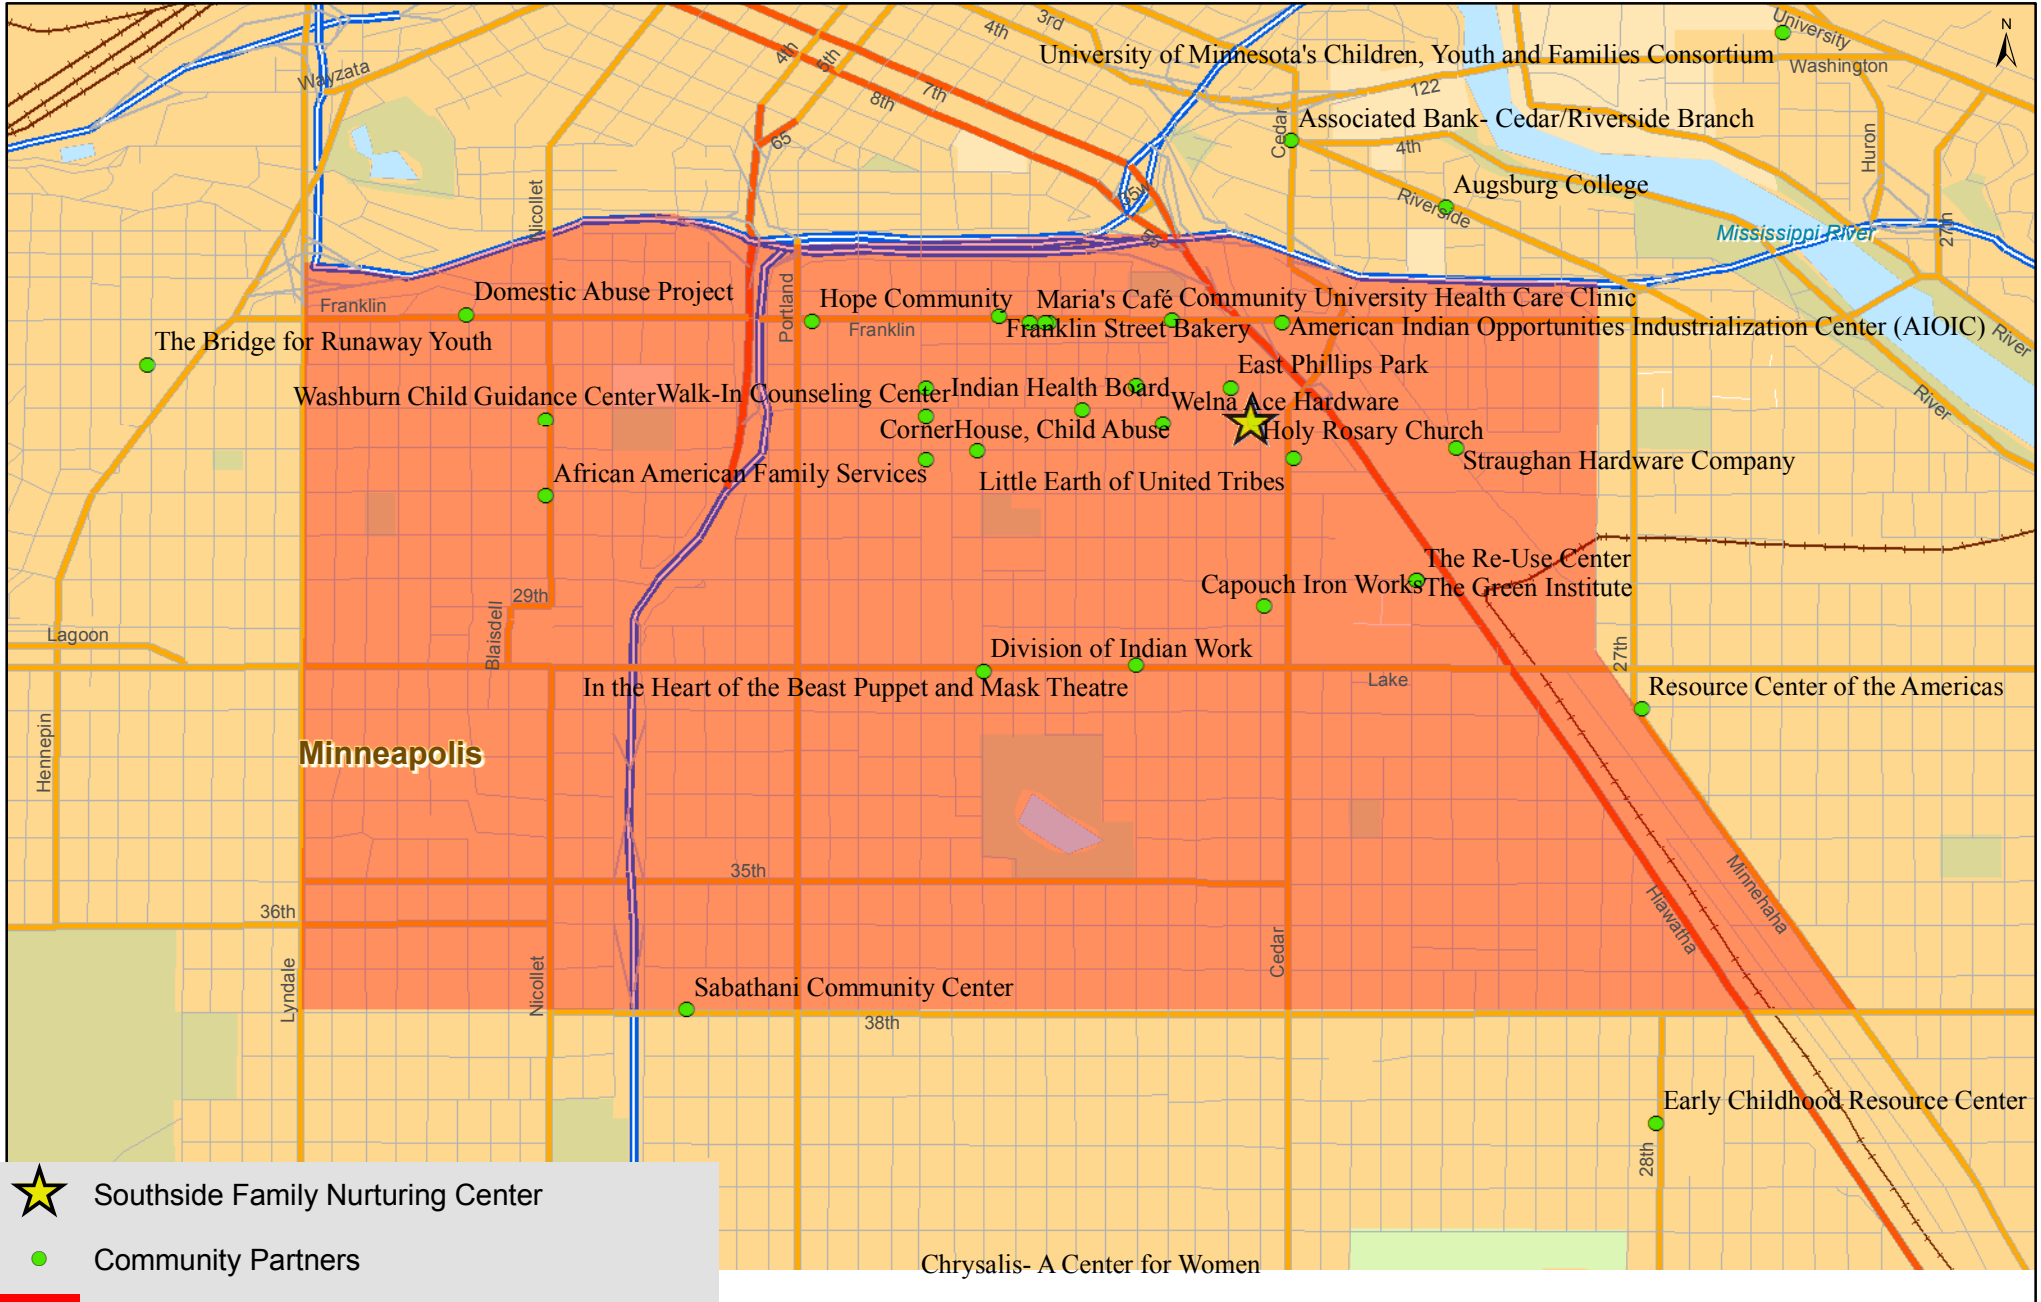 N
3rd
4th
University
4th
5th
University of Minnesota's Children, Youth and Families Consortium
Washington
Wayzata
7th
8th
122
65
Associated Bank- Cedar/Riverside Branch
Cedar
4th
Huron
Augsburg College
Riverside
35W
Nicollet
Mississippi River
27th
55
Domestic Abuse Project
Hope Community
Maria's Café
Community University Health Care Clinic
Franklin
Portland
Franklin
Franklin Street Bakery
American Indian Opportunities Industrialization Center (AIOIC)
River
The Bridge for Runaway Youth
East Phillips Park
Washburn Child Guidance Center
Walk-In Counseling Center
Indian Health Board
Welna Ace Hardware
River
CornerHouse, Child Abuse
Holy Rosary Church
Straughan Hardware Company
African American Family Services
Little Earth of United Tribes
The Re-Use Center
Capouch Iron Works
The Green Institute
29th
Blaisdell
Lagoon
27th
Division of Indian Work
Lake
In the Heart of the Beast Puppet and Mask Theatre
Resource Center of the Americas
Hennepin
Minneapolis
35th
36th
Minnehaha
Hiawatha
Lyndale
Nicollet
Cedar
Sabathani Community Center
38th
Early Childhood Resource Center
28th
Southside Family Nurturing Center
Community Partners
Chrysalis- A Center for Women